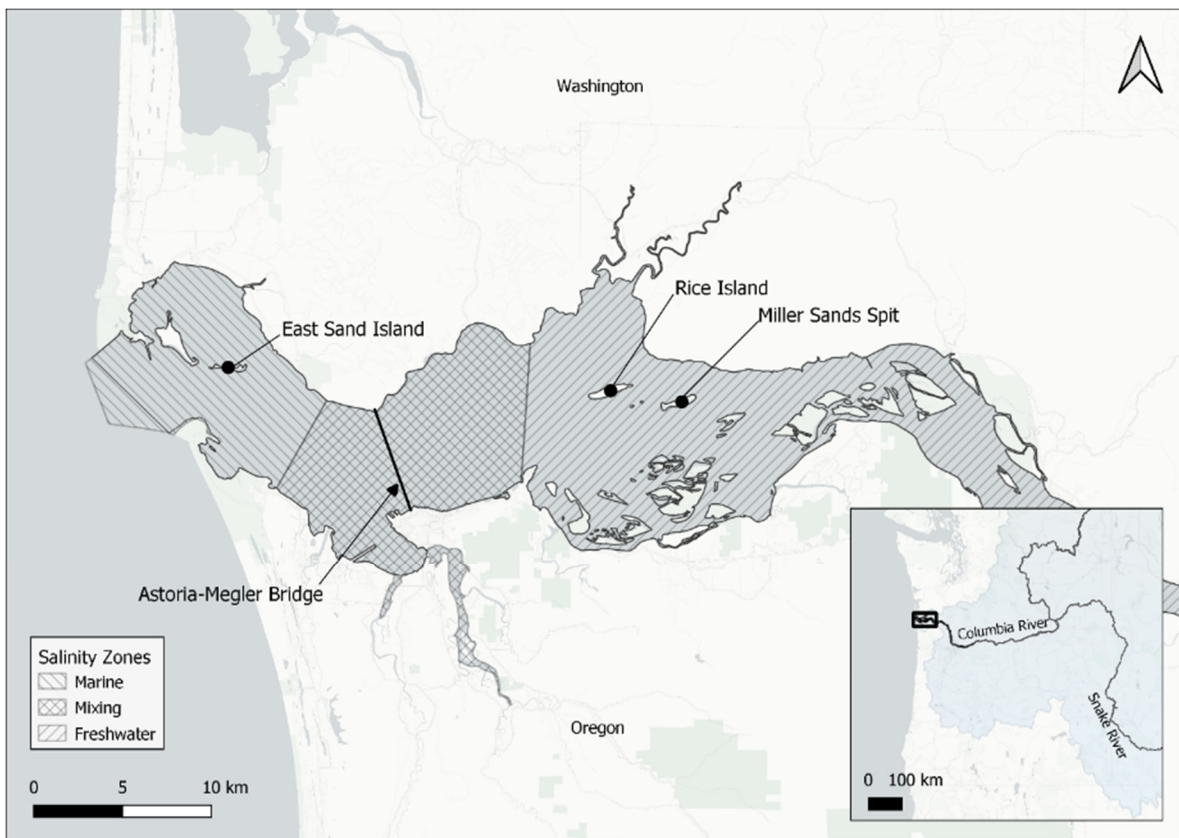 Washington
Rice Island
Miller Sands Spit
East Sand Island
Astoria-Megler Bridge
Salinity Zones
Marine
Mixing
Freshwater
Oregon
0 5 10 km
Columbia River
Snake River
0 100 km